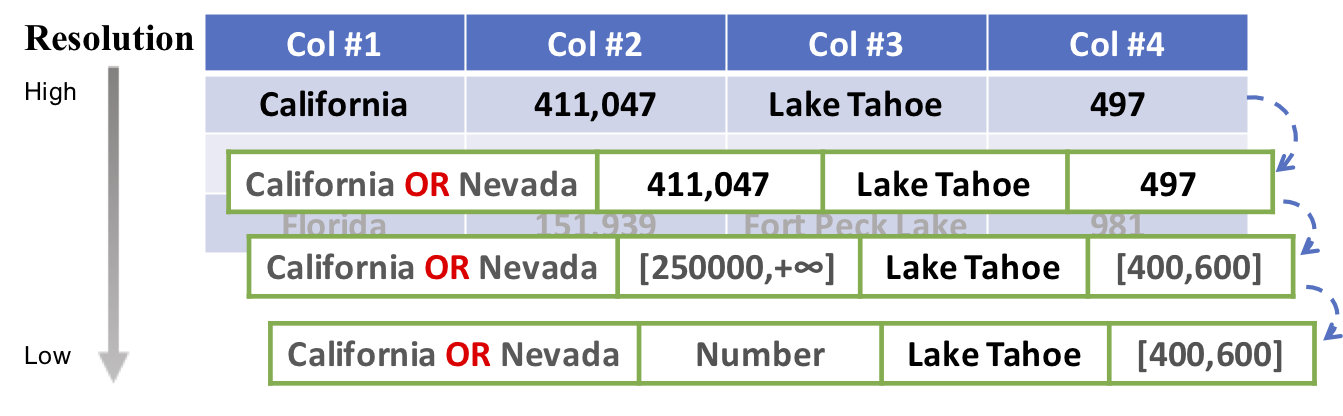 Resolution
High
Low
Col #1 Col #2 Col #3 Col #4
California 411,047 Lake Tahoe 497
California OR Nevada 411,047 Lake Tahoe 497
Florida 151,939 Fort Peck Lake 981
California OR Nevada [250000,+∞] Lake Tahoe [400,600]
California OR Nevada Number Lake Tahoe [400,600]